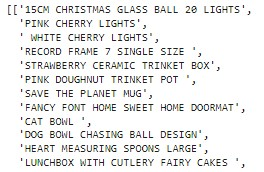 [['15CM CHRISTMAS GLASS BALL 20 LIGHTS',
'PINK CHERRY LIGHTS',
' WHITE CHERRY LIGHTS',
'RECORD FRAME 7 SINGLE SIZE ',
'STRAWBERRY CERAMIC TRINKET BOX',
'PINK DOUGHNUT TRINKET POT ',
'SAVE THE PLANET MUG',
'FANCY FONT HOME SWEET HOME DOORMAT',
'CAT BOWL ',
'DOG BOWL CHASING BALL DESIGN',
'HEART MEASURING SPOONS LARGE',
'LUNCHBOX WITH CUTLERY FAIRY CAKES ',